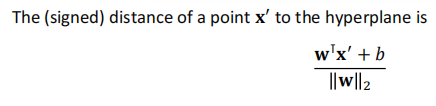 The (signed) distance of a point x′ to the hyperplane is
w⊺x′ + b
‖w‖₂